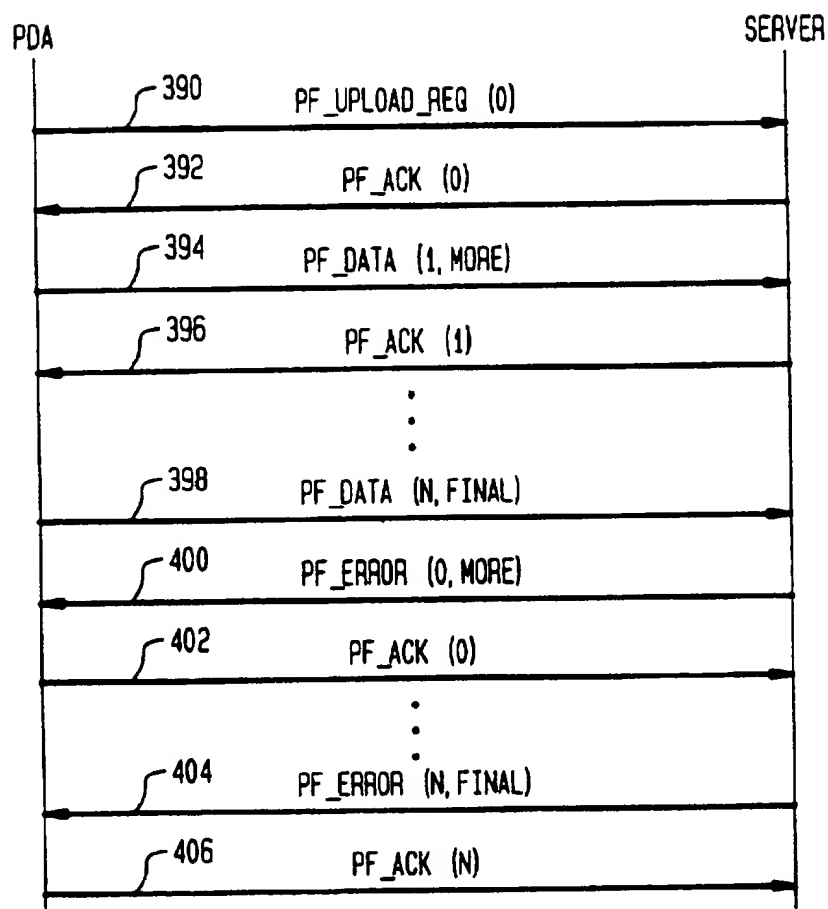 PDA
SERVER
390
PF_UPLOAD_REQ (0)
392
PF_ACK (0)
394
PF_DATA (1, MORE)
396
PF_ACK (1)
398
PF_DATA (N, FINAL)
400
PF_ERROR (0, MORE)
402
PF_ACK (0)
404
PF_ERROR (N, FINAL)
406
PF_ACK (N)